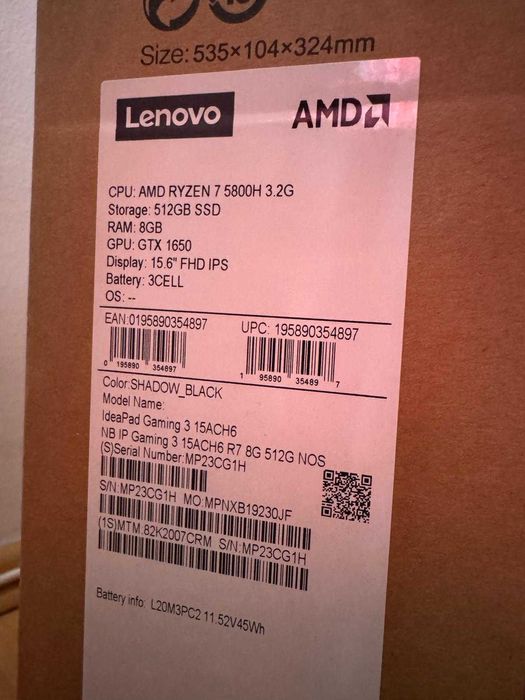 Size: 535×104×324mm
Lenovo
AMD
CPU: AMD RYZEN 7 5800H 3.2G
Storage: 512GB SSD
RAM: 8GB
GPU: GTX 1650
Display: 15.6" FHD IPS
Battery: 3CELL
OS: --
EAN:0195890354897
UPC: 195890354897
0 195890 354897
1 95890 35489 7
Color:SHADOW_BLACK
Model Name:
IdeaPad Gaming 3 15ACH6
NB IP Gaming 3 15ACH6 R7 8G 512G NOS
(S)Serial Number:MP23CG1H
S/N:MP23CG1H MO:MPNXB19230JF
(1S)MTM:82K2007CRM S/N:MP23CG1H
Battery info: L20M3PC2 11.52V45Wh